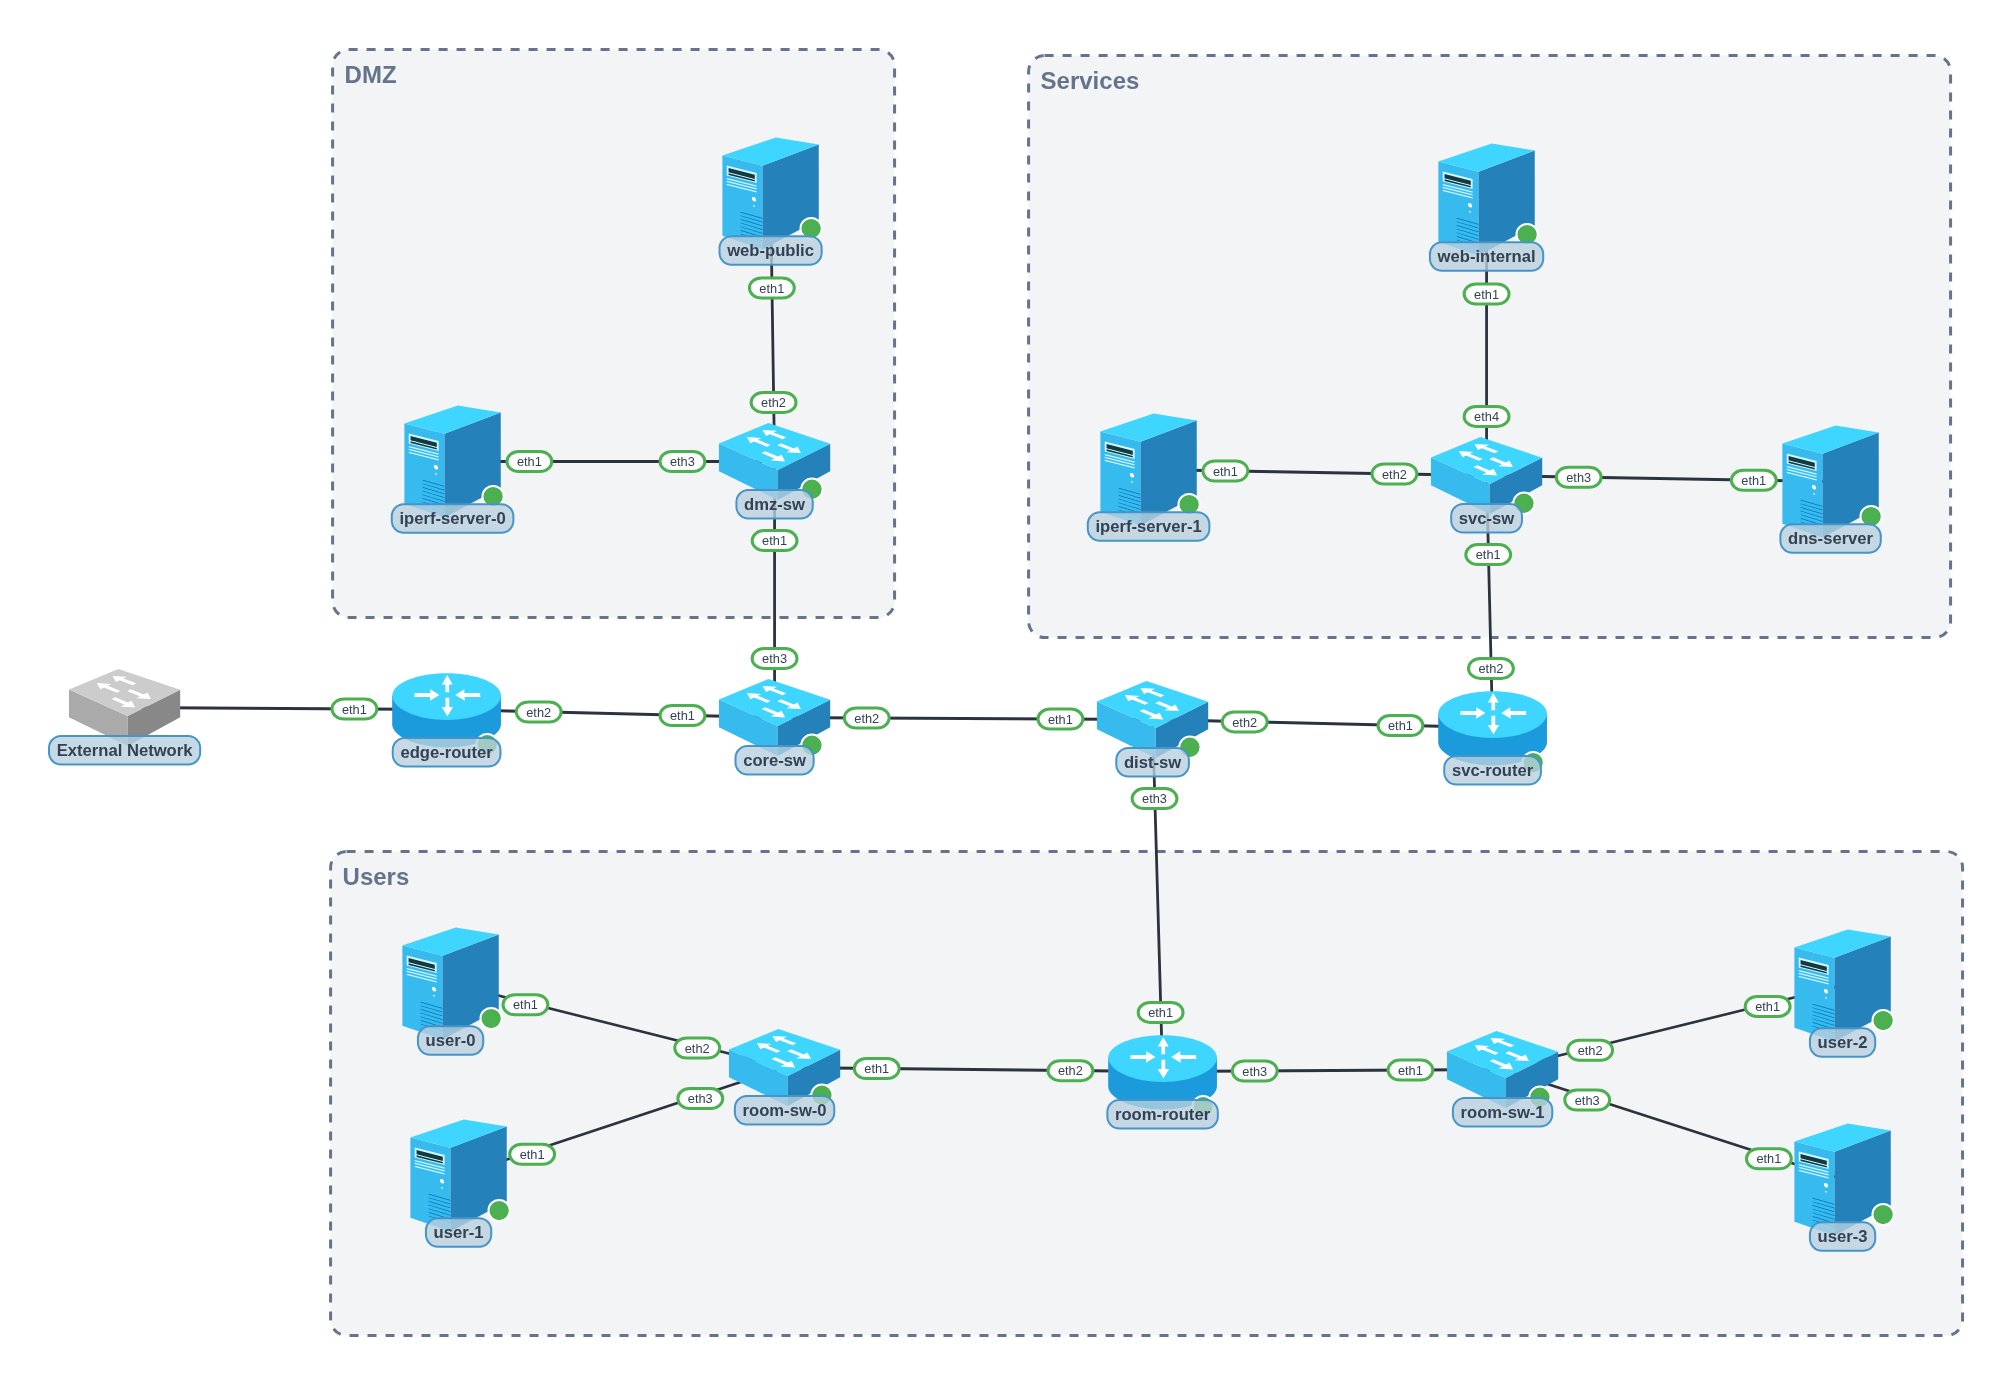 DMZ
Services
web-public
web-internal
eth1
eth1
eth2
eth4
eth1
eth3
eth1
eth2
eth3
eth1
dmz-sw
iperf-server-0
iperf-server-1
svc-sw
dns-server
eth1
eth1
eth3
eth2
eth1
eth2
eth1
eth2
eth1
eth2
eth1
External Network
edge-router
core-sw
dist-sw
svc-router
eth3
Users
eth1
eth2
eth1
eth1
eth2
user-0
user-2
eth1
eth2
eth3
eth1
eth3
eth3
room-sw-0
room-router
room-sw-1
eth1
eth1
user-1
user-3